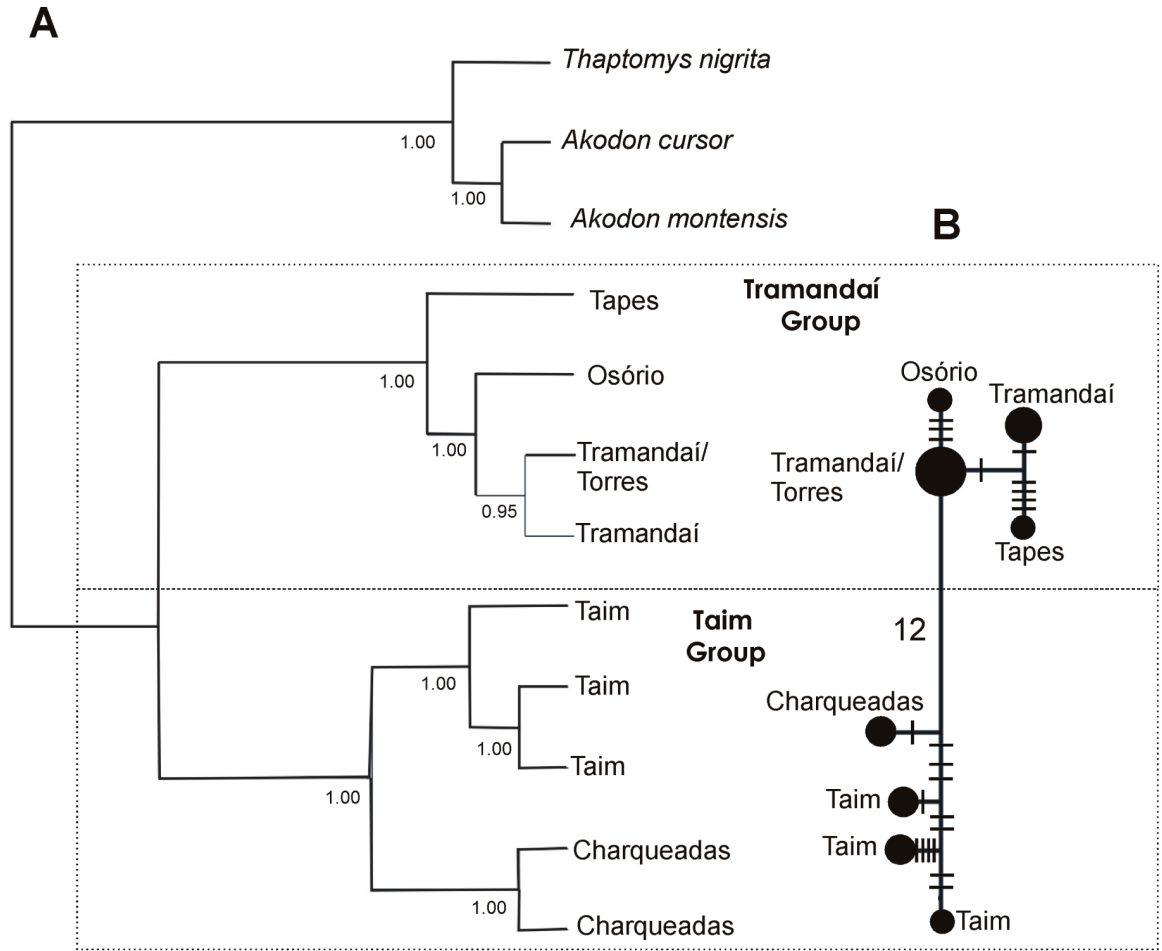 A
Thaptomys nigrita
1.00
Akodon cursor
1.00
Akodon montensis
B
Tramandaí
Group
Tapes
1.00
Osório
1.00
Tramandaí/
Torres
0.95
Tramandaí
Osório
Tramandaí
Tramandaí/
Torres
Tapes
Taim
Group
Taim
1.00
Taim
1.00
Taim
1.00
Charqueadas
1.00
Charqueadas
12
Charqueadas
Taim
Taim
Taim